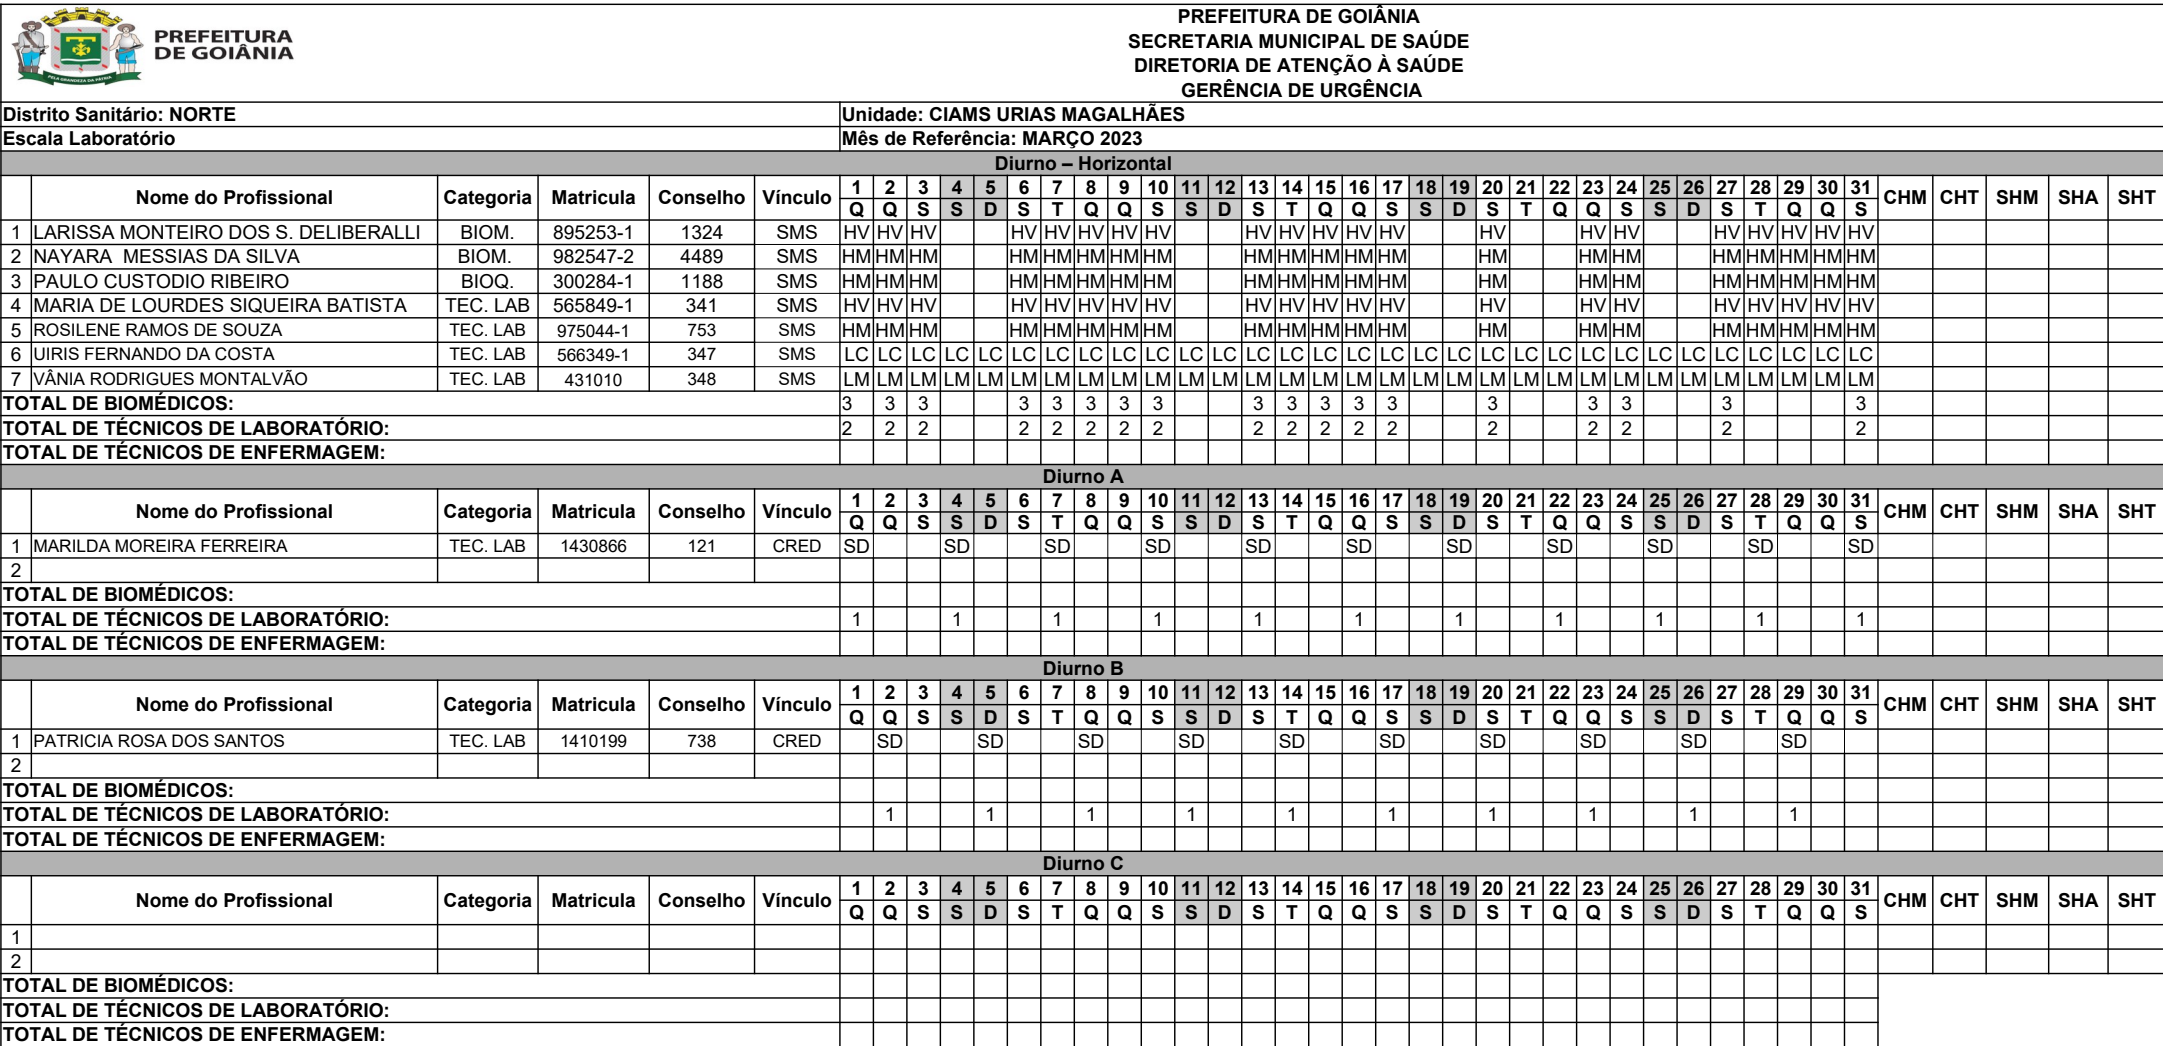 PREFEITURA DE GOIÂNIA
SECRETARIA MUNICIPAL DE SAÚDE
DIRETORIA DE ATENÇÃO À SAÚDE
GERÊNCIA DE URGÊNCIA
PREFEITURA
DE GOIÂNIA
PELA GRANDEZA DA PÁTRIA
Distrito Sanitário: NORTE Unidade: CIAMS URIAS MAGALHÃES
Escala Laboratório Mês de Referência: MARÇO 2023
Diurno – Horizontal
Nome do Profissional Categoria Matricula Conselho Vínculo 1 2 3 4 5 6 7 8 9 10 11 12 13 14 15 16 17 18 19 20 21 22 23 24 25 26 27 28 29 30 31 CHM CHT SHM SHA SHT
Q Q S S D S T Q Q S S D S T Q Q S S D S T Q Q S S D S T Q Q S
1 LARISSA MONTEIRO DOS S. DELIBERALLI BIOM. 895253-1 1324 SMS HV HV HV HV HV HV HV HV HV HV HV HV HV HV HV HV HV HV HV HV HV
2 NAYARA MESSIAS DA SILVA BIOM. 982547-2 4489 SMS HM HM HM HM HM HM HM HM HM HM HM HM HM HM HM HM HM HM HM HM HM
3 PAULO CUSTODIO RIBEIRO BIOQ. 300284-1 1188 SMS HM HM HM HM HM HM HM HM HM HM HM HM HM HM HM HM HM HM HM HM HM
4 MARIA DE LOURDES SIQUEIRA BATISTA TEC. LAB 565849-1 341 SMS HV HV HV HV HV HV HV HV HV HV HV HV HV HV HV HV HV HV HV HV HV
5 ROSILENE RAMOS DE SOUZA TEC. LAB 975044-1 753 SMS HM HM HM HM HM HM HM HM HM HM HM HM HM HM HM HM HM HM HM HM HM
6 UIRIS FERNANDO DA COSTA TEC. LAB 566349-1 347 SMS LC LC LC LC LC LC LC LC LC LC LC LC LC LC LC LC LC LC LC LC LC LC LC LC LC LC LC LC LC LC LC
7 VÂNIA RODRIGUES MONTALVÃO TEC. LAB 431010 348 SMS LM LM LM LM LM LM LM LM LM LM LM LM LM LM LM LM LM LM LM LM LM LM LM LM LM LM LM LM LM LM LM
TOTAL DE BIOMÉDICOS: 3 3 3 3 3 3 3 3 3 3 3 3 3 3 3 3 3 3
TOTAL DE TÉCNICOS DE LABORATÓRIO: 2 2 2 2 2 2 2 2 2 2 2 2 2 2 2 2 2 2
TOTAL DE TÉCNICOS DE ENFERMAGEM:
Diurno A
Nome do Profissional Categoria Matricula Conselho Vínculo 1 2 3 4 5 6 7 8 9 10 11 12 13 14 15 16 17 18 19 20 21 22 23 24 25 26 27 28 29 30 31 CHM CHT SHM SHA SHT
Q Q S S D S T Q Q S S D S T Q Q S S D S T Q Q S S D S T Q Q S
1 MARILDA MOREIRA FERREIRA TEC. LAB 1430866 121 CRED SD SD SD SD SD SD SD SD SD SD SD
2
TOTAL DE BIOMÉDICOS:
TOTAL DE TÉCNICOS DE LABORATÓRIO: 1 1 1 1 1 1 1 1 1 1 1
TOTAL DE TÉCNICOS DE ENFERMAGEM:
Diurno B
Nome do Profissional Categoria Matricula Conselho Vínculo 1 2 3 4 5 6 7 8 9 10 11 12 13 14 15 16 17 18 19 20 21 22 23 24 25 26 27 28 29 30 31 CHM CHT SHM SHA SHT
Q Q S S D S T Q Q S S D S T Q Q S S D S T Q Q S S D S T Q Q S
1 PATRICIA ROSA DOS SANTOS TEC. LAB 1410199 738 CRED SD SD SD SD SD SD SD SD SD SD
2
TOTAL DE BIOMÉDICOS:
TOTAL DE TÉCNICOS DE LABORATÓRIO: 1 1 1 1 1 1 1 1 1 1
TOTAL DE TÉCNICOS DE ENFERMAGEM:
Diurno C
Nome do Profissional Categoria Matricula Conselho Vínculo 1 2 3 4 5 6 7 8 9 10 11 12 13 14 15 16 17 18 19 20 21 22 23 24 25 26 27 28 29 30 31 CHM CHT SHM SHA SHT
Q Q S S D S T Q Q S S D S T Q Q S S D S T Q Q S S D S T Q Q S
1
2
TOTAL DE BIOMÉDICOS:
TOTAL DE TÉCNICOS DE LABORATÓRIO:
TOTAL DE TÉCNICOS DE ENFERMAGEM: